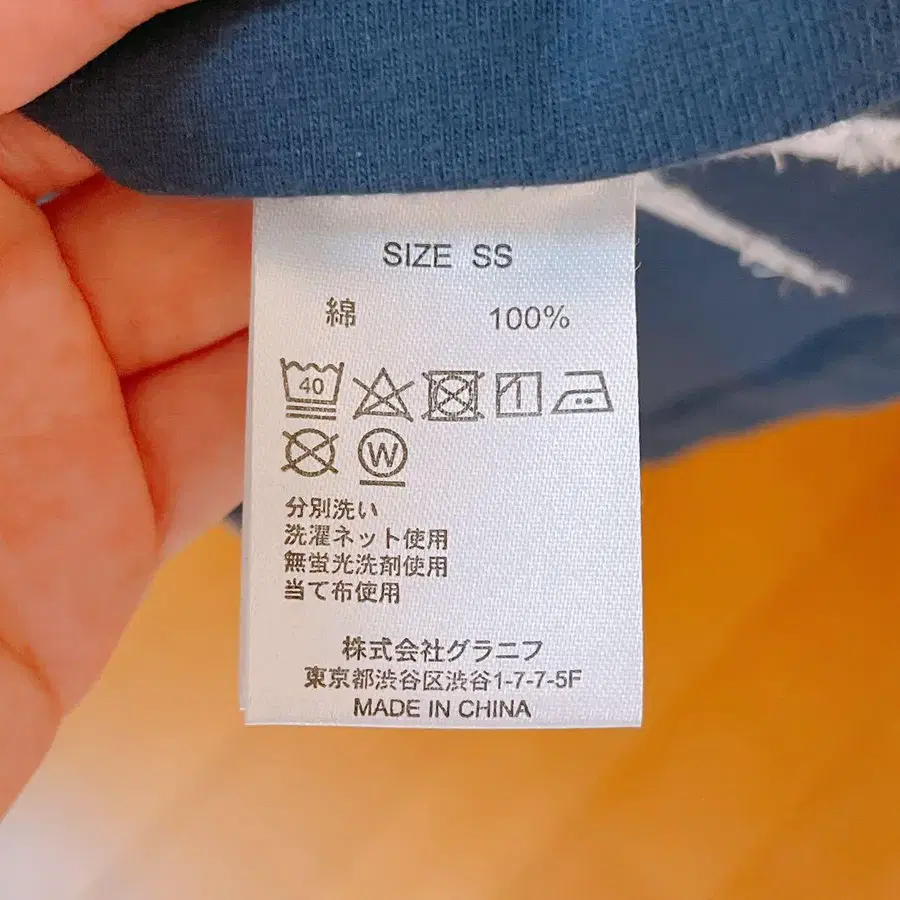 SIZE SS
綿 100%
40
W
分別洗い
洗濯ネット使用
無蛍光洗剤使用
当て布使用
株式会社グラニフ
東京都渋谷区渋谷1-7-7-5F
MADE IN CHINA